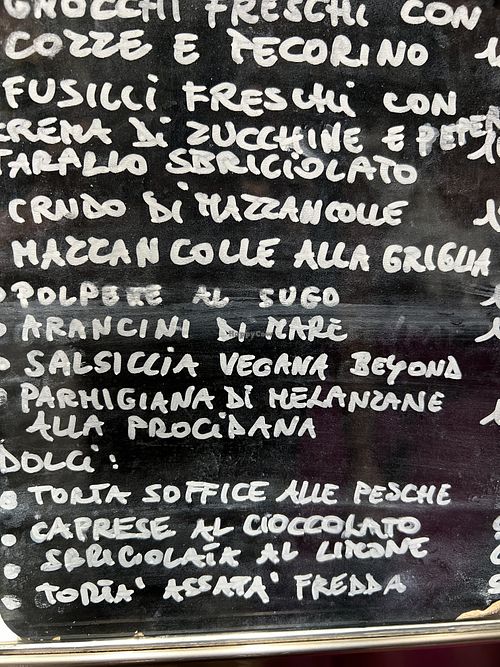 GNOCCHI FRESCHI CON
COZZE E PECORINO
FUSILLI FRESCHI CON
CREMA DI ZUCCHINE E PEPE
TARALLO SBRICIOLATO
CRUDO DI MAZZANCOLLE
MAZZANCOLLE ALLA GRIGLIA
POLPETTE AL SUGO
ARANCINI DI MARE
SALSICCIA VEGANA BEYOND
PARMIGIANA DI MELANZANE
ALLA PROCIDANA
DOLCI:
TORTA SOFFICE ALLE PESCHE
CAPRESE AL CIOCCOLATO
SBRICIOLATA AL LIMONE
TORTA' ASSATA' FREDDA